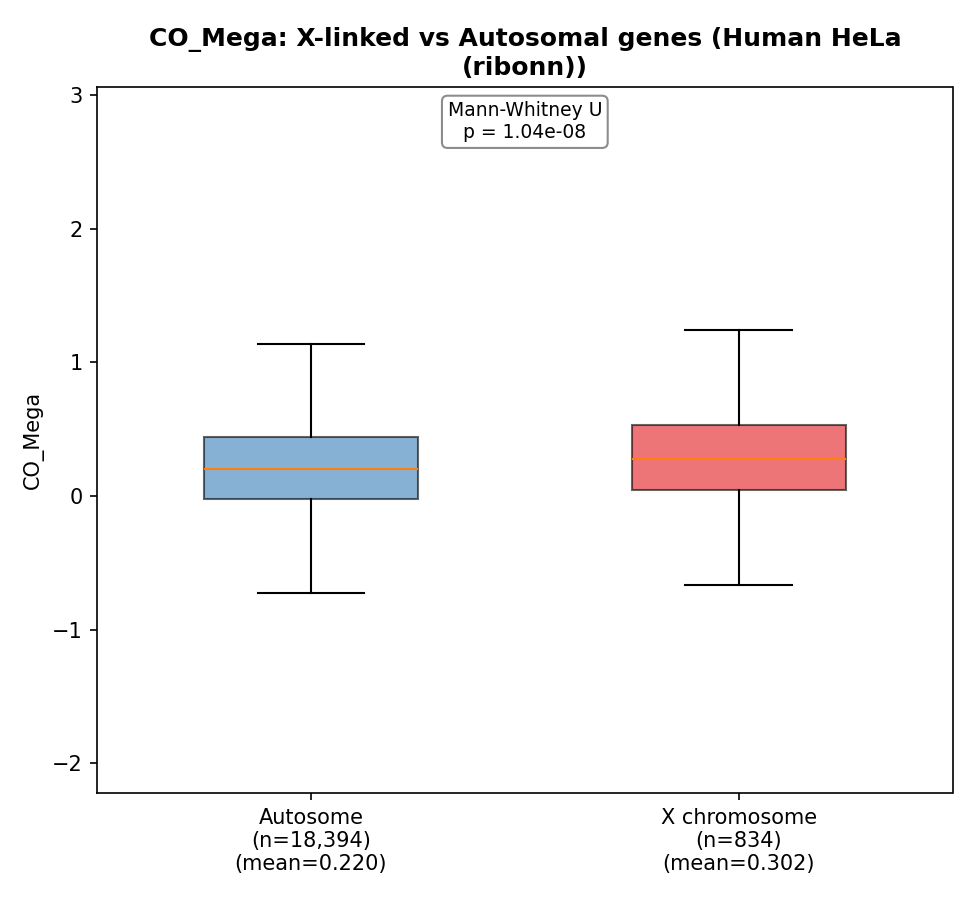 CO_Mega: X-linked vs Autosomal genes (Human HeLa
(ribonn))
Mann-Whitney U
p = 1.04e-08
3
2
1
0
−1
−2
CO_Mega
Autosome
(n=18,394)
(mean=0.220)
X chromosome
(n=834)
(mean=0.302)